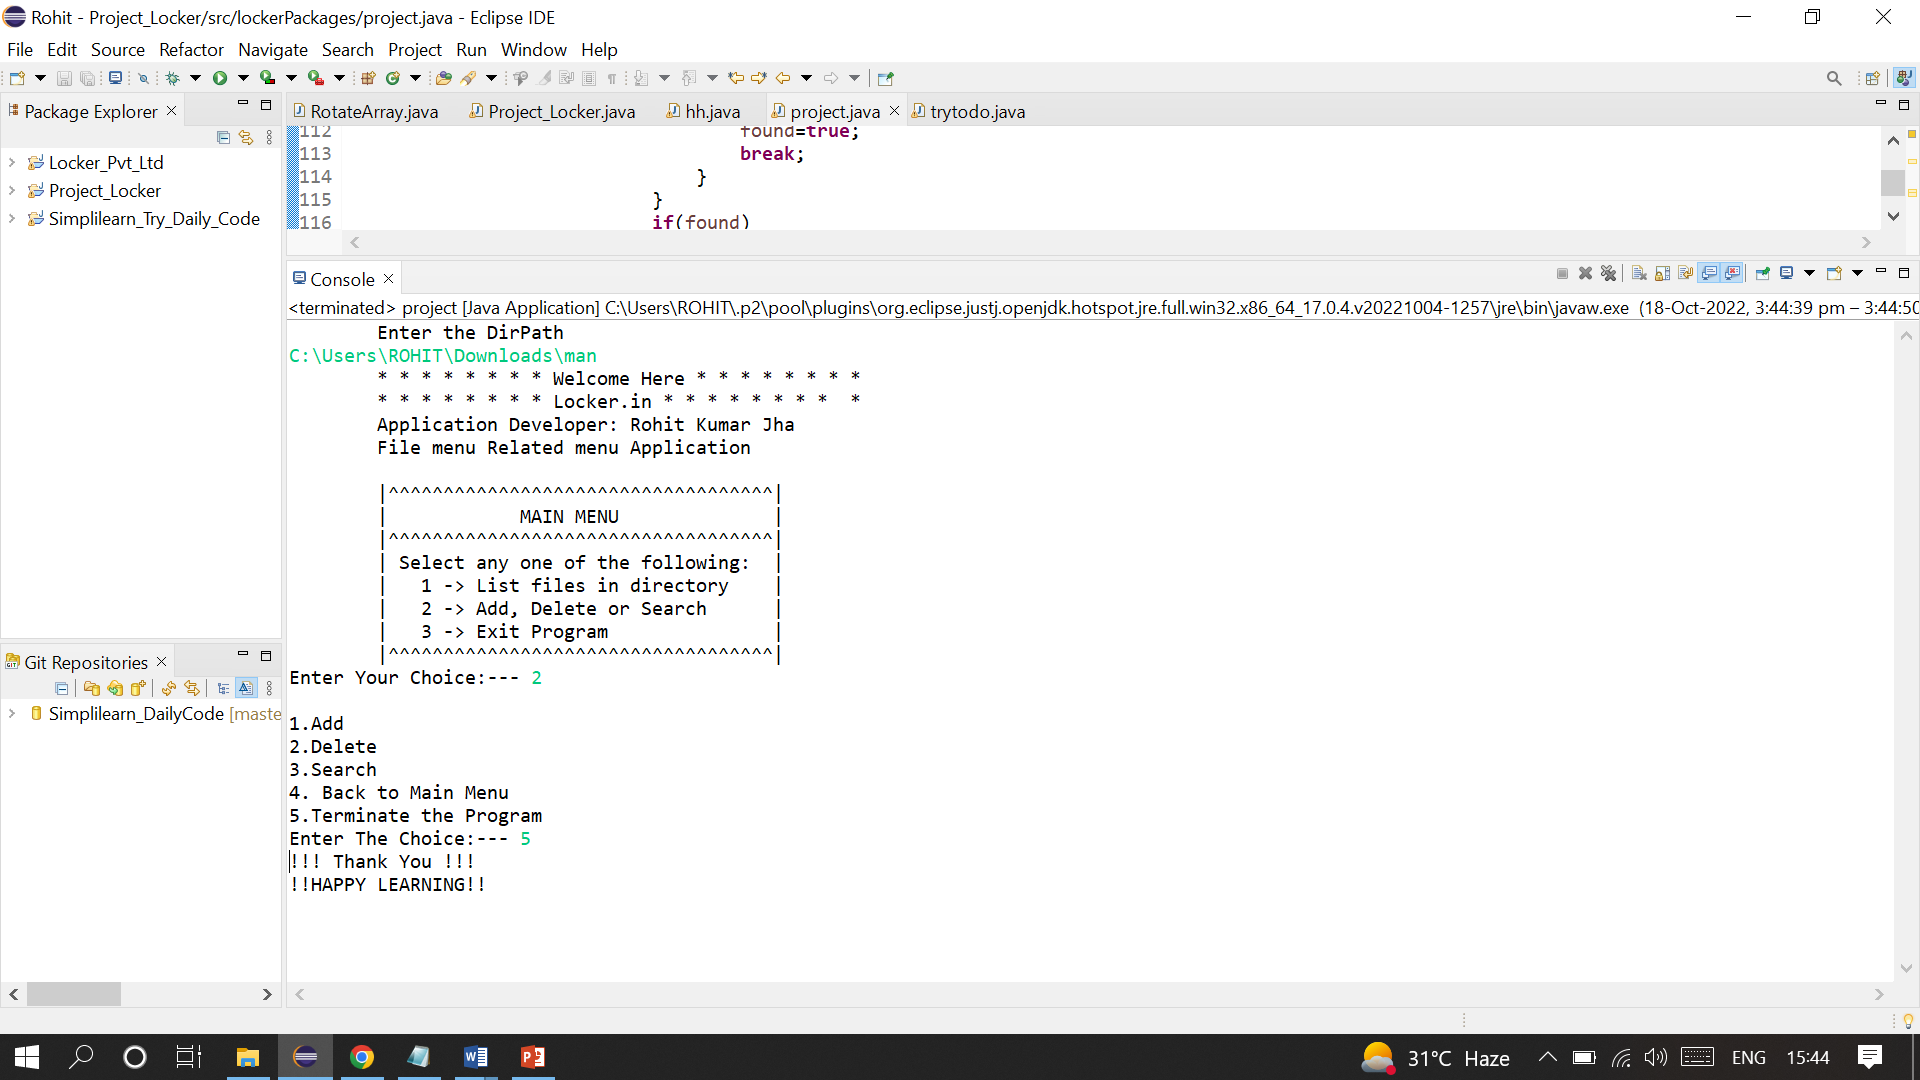 Rohit - Project_Locker/src/lockerPackages/project.java - Eclipse IDE
File Edit Source Refactor Navigate Search Project Run Window Help
Package Explorer
Locker_Pvt_Ltd
Project_Locker
Simplilearn_Try_Daily_Code
RotateArray.java Project_Locker.java hh.java project.java trytodo.java
112 found=true;
113 break;
114 }
115 }
116 if(found)
Console
<terminated> project [Java Application] C:\Users\ROHIT\.p2\pool\plugins\org.eclipse.justj.openjdk.hotspot.jre.full.win32.x86_64_17.0.4.v20221004-1257\jre\bin\javaw.exe (18-Oct-2022, 3:44:39 pm – 3:44:50
Enter the DirPath
C:\Users\ROHIT\Downloads\man
* * * * * * * * Welcome Here * * * * * * * *
* * * * * * * * Locker.in * * * * * * * *  *
Application Developer: Rohit Kumar Jha
File menu Related menu Application
|^^^^^^^^^^^^^^^^^^^^^^^^^^^^^^^^^^^|
| MAIN MENU |
|^^^^^^^^^^^^^^^^^^^^^^^^^^^^^^^^^^^|
| Select any one of the following: |
| 1 -> List files in directory |
| 2 -> Add, Delete or Search |
| 3 -> Exit Program |
|^^^^^^^^^^^^^^^^^^^^^^^^^^^^^^^^^^^|
Enter Your Choice:--- 2
1.Add
2.Delete
3.Search
4. Back to Main Menu
5.Terminate the Program
Enter The Choice:--- 5
!!! Thank You !!!
!!HAPPY LEARNING!!
Git Repositories
Simplilearn_DailyCode [maste
31°C Haze ENG 15:44